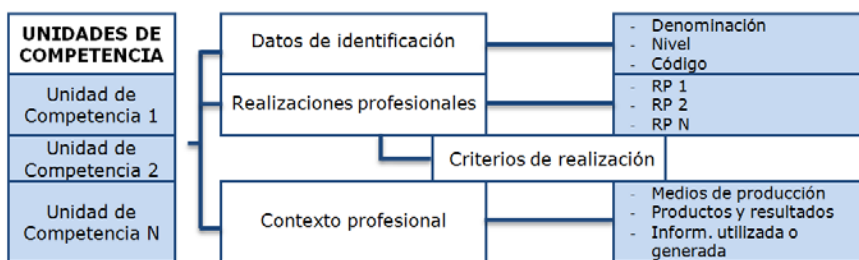 UNIDADES DE
COMPETENCIA
Unidad de
Competencia 1
Unidad de
Competencia 2
Unidad de
Competencia N
Datos de identificación
Realizaciones profesionales
Criterios de realización
Contexto profesional
- Denominación
- Nivel
- Código
- RP 1
- RP 2
- RP N
- Medios de producción
- Productos y resultados
- Inform. utilizada o
generada